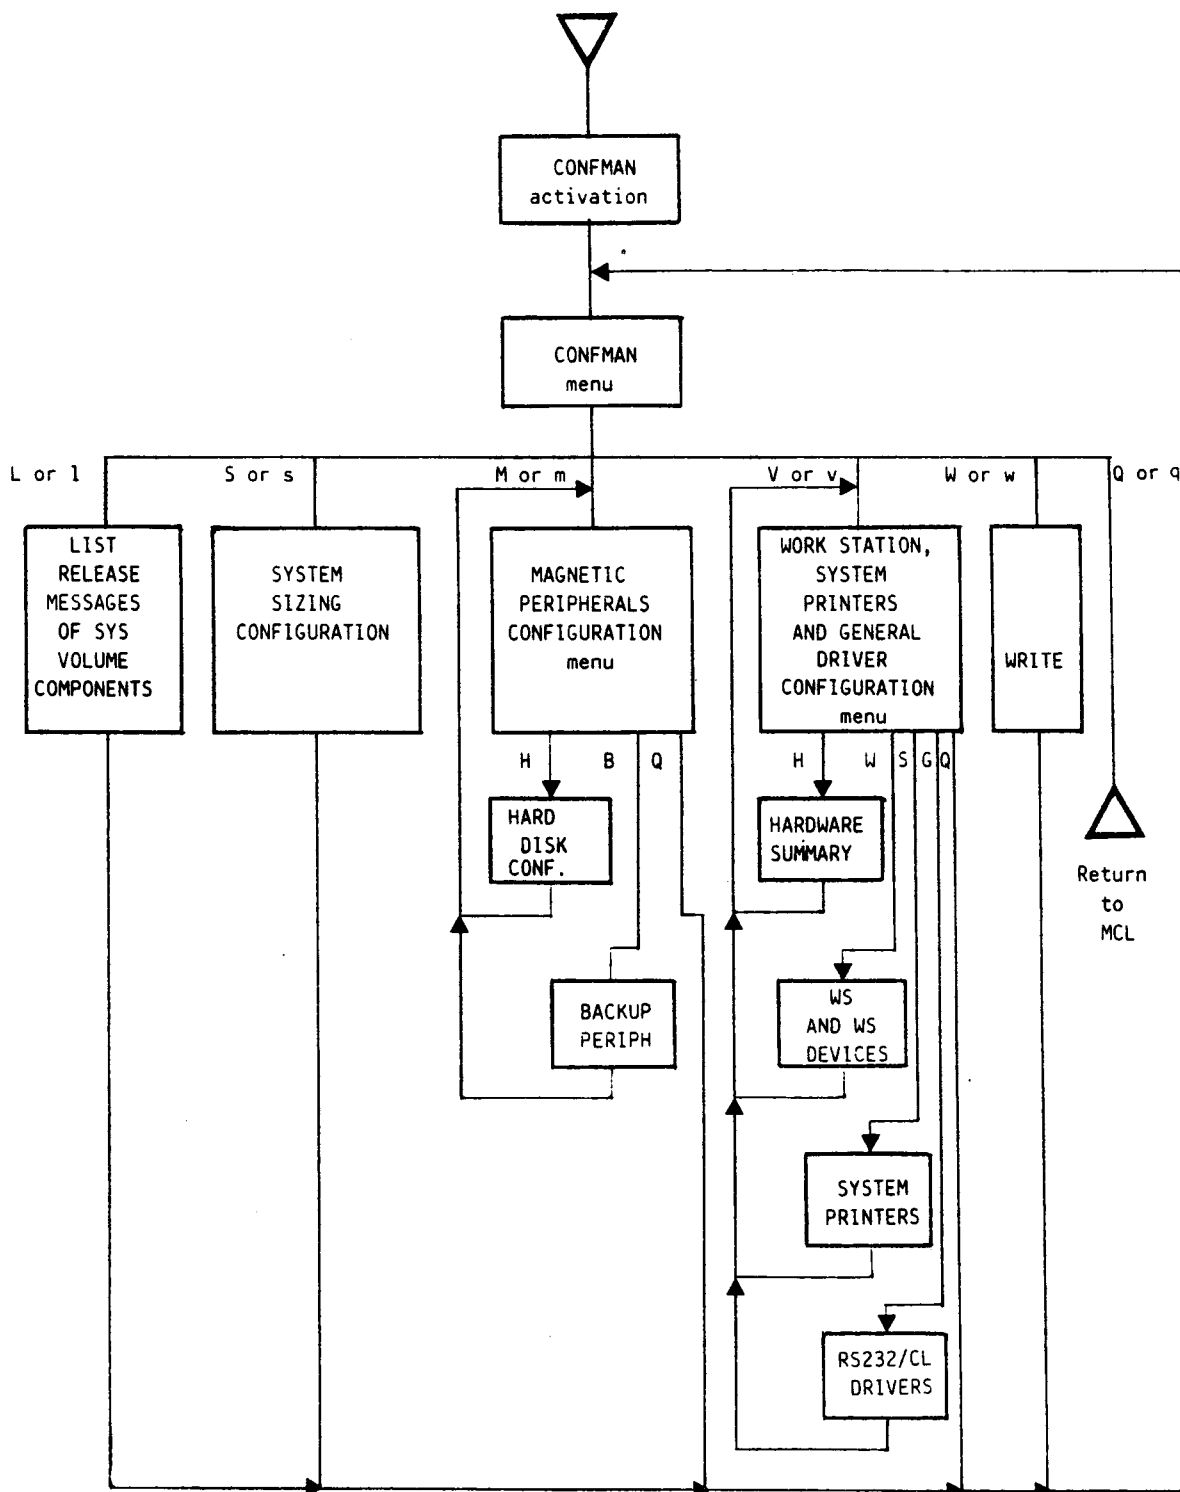 CONFMAN
activation
CONFMAN
menu
L or l
S or s
M or m
V or v
W or w
Q or q
LIST
RELEASE
MESSAGES
OF SYS
VOLUME
COMPONENTS
SYSTEM
SIZING
CONFIGURATION
MAGNETIC
PERIPHERALS
CONFIGURATION
menu
WORK STATION,
SYSTEM
PRINTERS
AND GENERAL
DRIVER
CONFIGURATION
menu
WRITE
H
B
Q
H
W
S
G
Q
HARD
DISK
CONF.
HARDWARE
SUMMARY
Return
to
MCL
BACKUP
PERIPH
WS
AND WS
DEVICES
SYSTEM
PRINTERS
RS232/CL
DRIVERS